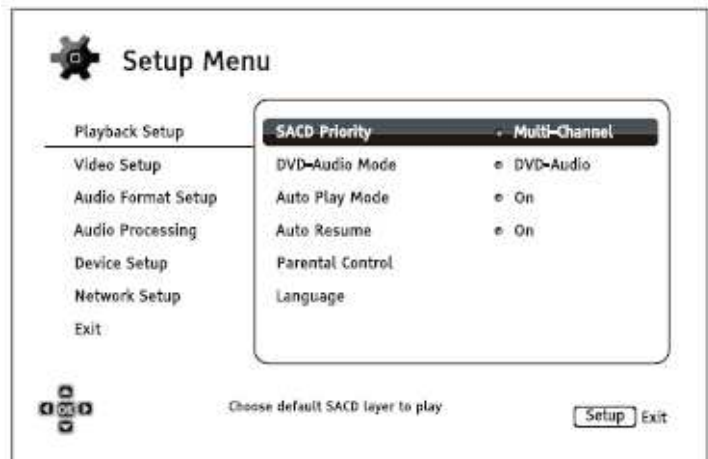 Setup Menu
Playback Setup
Video Setup
Audio Format Setup
Audio Processing
Device Setup
Network Setup
Exit
SACD Priority Multi-Channel
DVD-Audio Mode DVD-Audio
Auto Play Mode On
Auto Resume On
Parental Control
Language
OK
Choose default SACD layer to play
Setup Exit